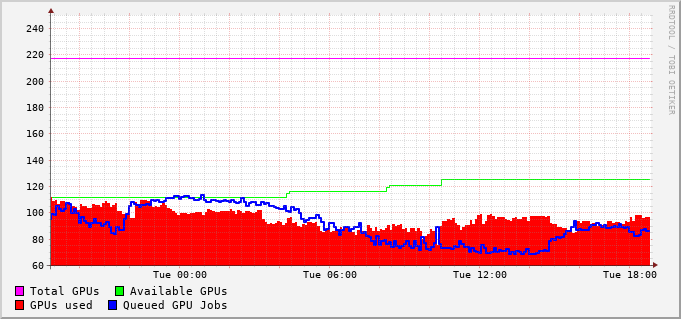 RRDTOOL / TOBI OETIKER
240
220
200
180
160
140
120
100
80
60
Tue 00:00 Tue 06:00 Tue 12:00 Tue 18:00
Total GPUs Available GPUs
GPUs used Queued GPU Jobs